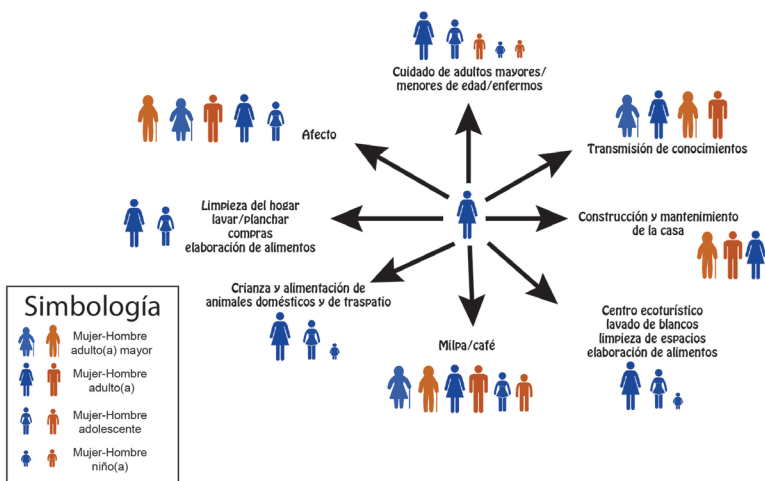 Cuidado de adultos mayores/
menores de edad/enfermos
Afecto
Transmisión de conocimientos
Limpieza del hogar
lavar/planchar
compras
elaboración de alimentos
Construcción y mantenimiento
de la casa
Crianza y alimentación de
animales domésticos y de traspatio
Milpa/café
Centro ecoturístico
lavado de blancos
limpieza de espacios
elaboración de alimentos
Simbología
Mujer-Hombre
adulto(a) mayor
Mujer-Hombre
adulto(a)
Mujer-Hombre
adolescente
Mujer-Hombre
niño(a)